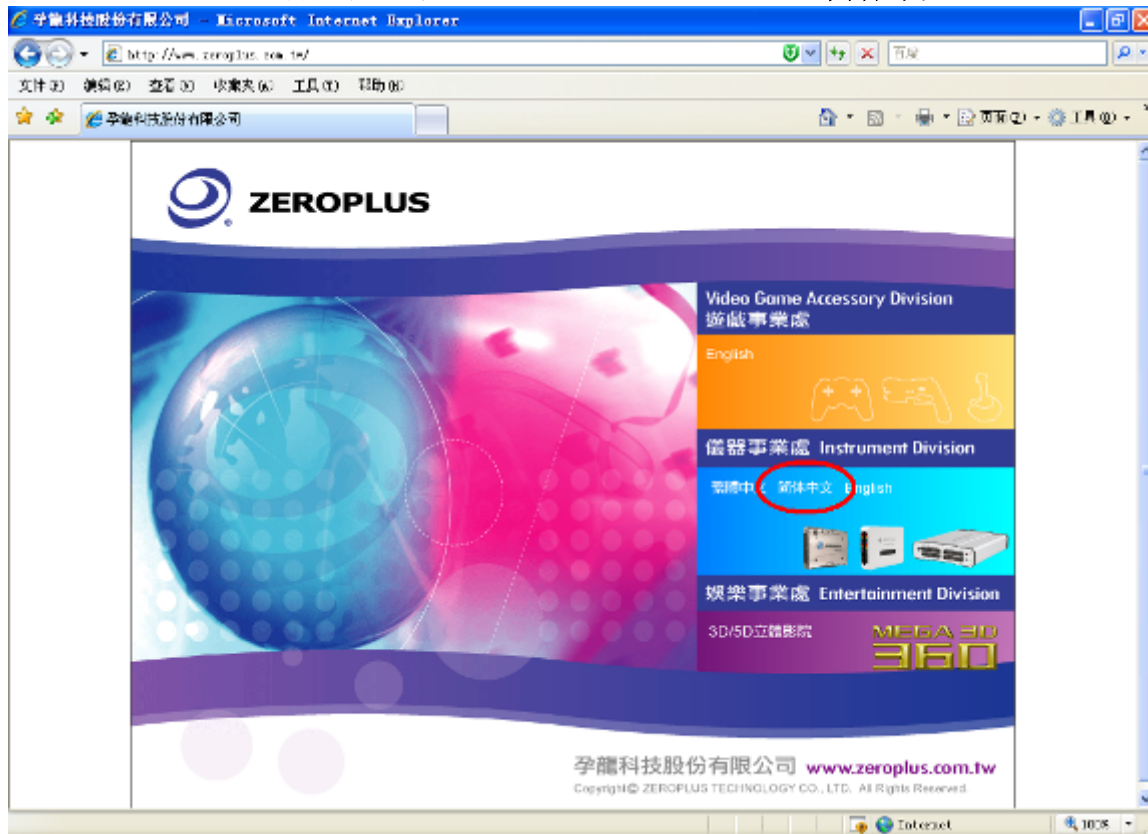 孕龍科技股份有限公司 - Microsoft Internet Explorer
http://www.zeroplus.com.tw/
百度
文件(F) 编辑(E) 查看(V) 收藏夹(A) 工具(T) 帮助(H)
孕龍科技股份有限公司
页面(P) 工具(O)
ZEROPLUS
Video Game Accessory Division
遊戲事業處
English
儀器事業處 Instrument Division
繁體中文 简体中文 English
娛樂事業處 Entertainment Division
3D/5D立體影院 MEGA 3D
360
孕龍科技股份有限公司 www.zeroplus.com.tw
Copyright© ZEROPLUS TECHNOLOGY CO., LTD. All Rights Reserved.
Internet 100%